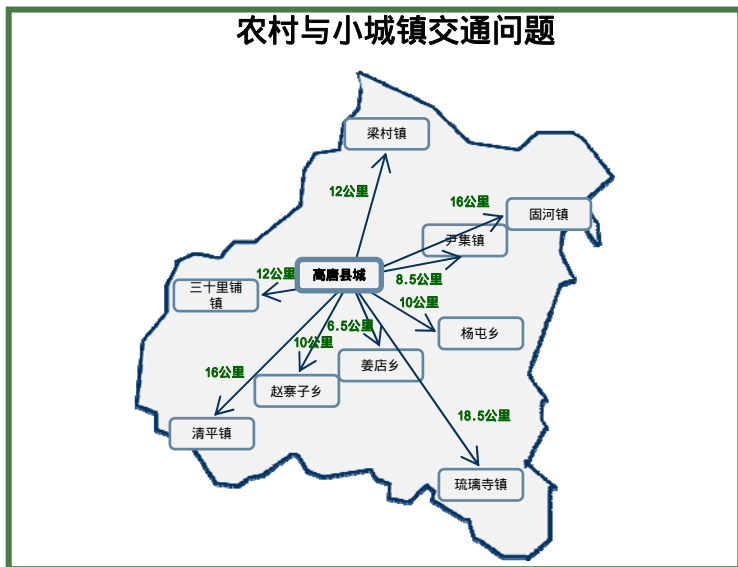 农村与小城镇交通问题
梁村镇
12公里
16公里
固河镇
尹集镇
高唐县城
12公里
8.5公里
三十里铺
镇
10公里
6.5公里
杨屯乡
10公里
姜店乡
16公里
赵寨子乡
18.5公里
清平镇
琉璃寺镇